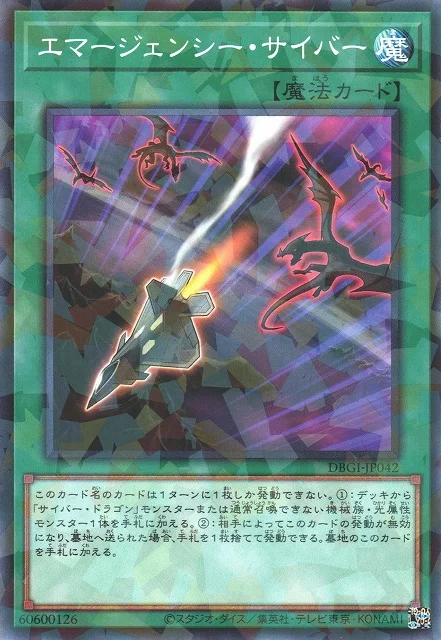 エマージェンシー・サイバー 魔
【魔法カード】
DBGI-JP042
このカード名のカードは1ターンに1枚しか発動できない。①：デッキから
「サイバー・ドラゴン」モンスターまたは通常召喚できない機械族・光属性
モンスター1体を手札に加える。②：相手によってこのカードの発動が無効
になり、墓地へ送られた場合、手札を1枚捨てて発動できる。墓地のこのカード
を手札に加える。
60600126
©スタジオ・ダイス／集英社・テレビ東京・KONAMI